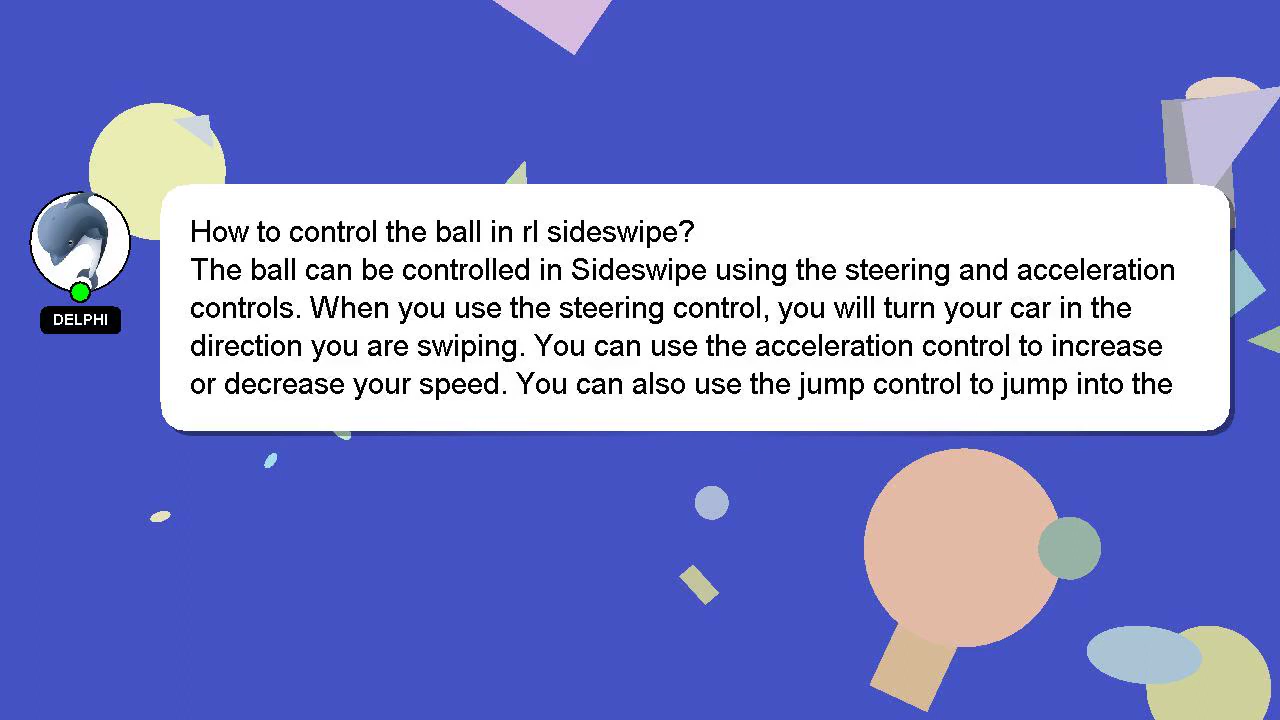 How to control the ball in rl sideswipe?
The ball can be controlled in Sideswipe using the steering and acceleration
controls. When you use the steering control, you will turn your car in the
direction you are swiping. You can use the acceleration control to increase
or decrease your speed. You can also use the jump control to jump into the
DELPHI